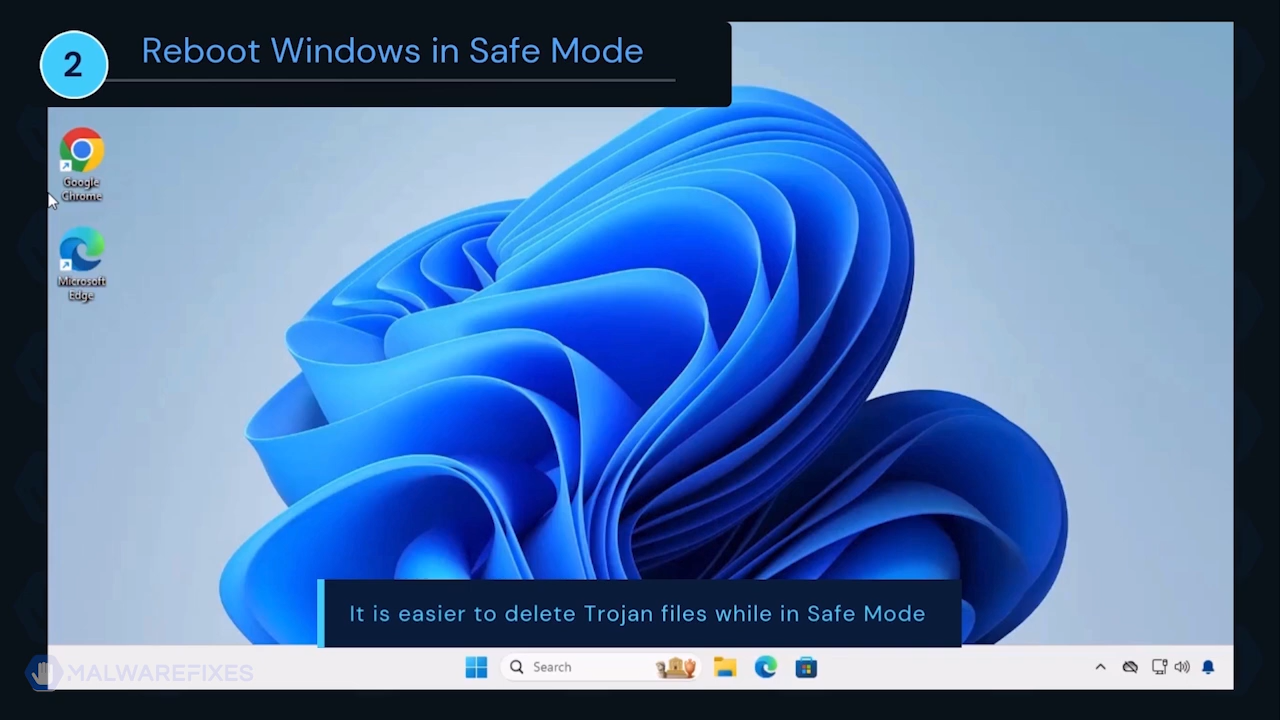 2
Reboot Windows in Safe Mode
Google
Chrome
Microsoft
Edge
It is easier to delete Trojan files while in Safe Mode
MALWAREFIXES
Search